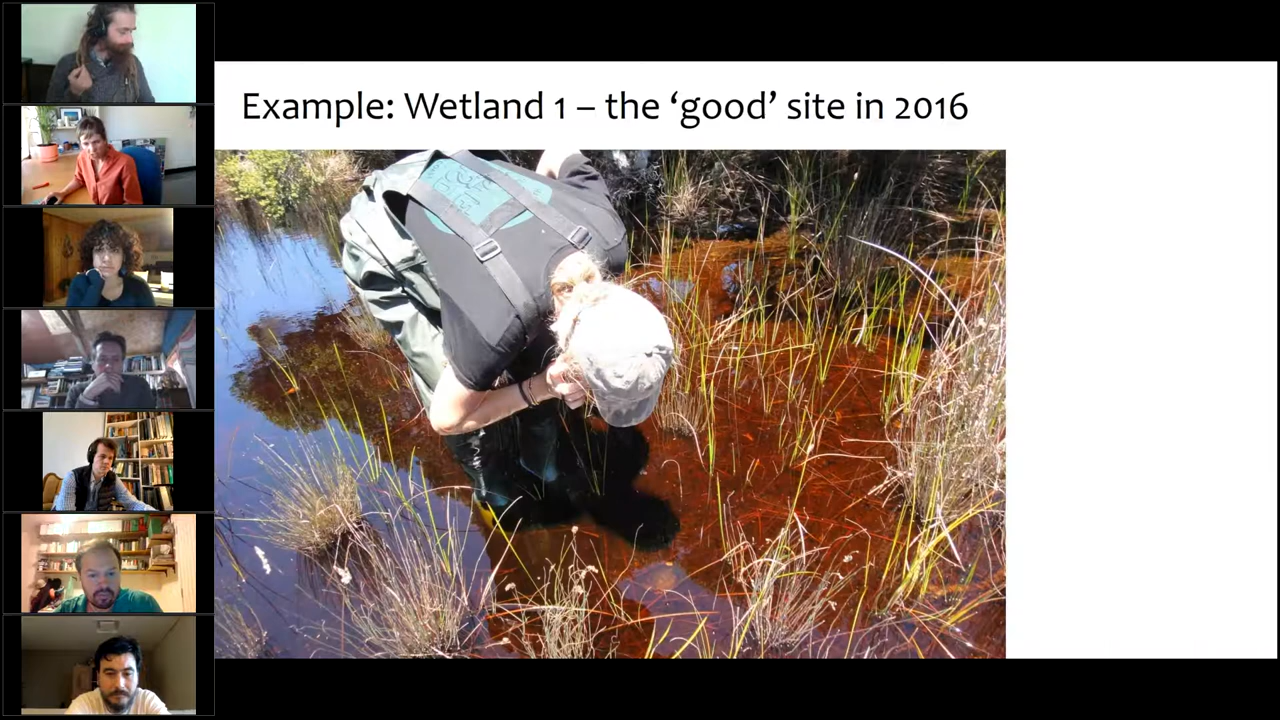 Example: Wetland 1 – the ‘good’ site in 2016